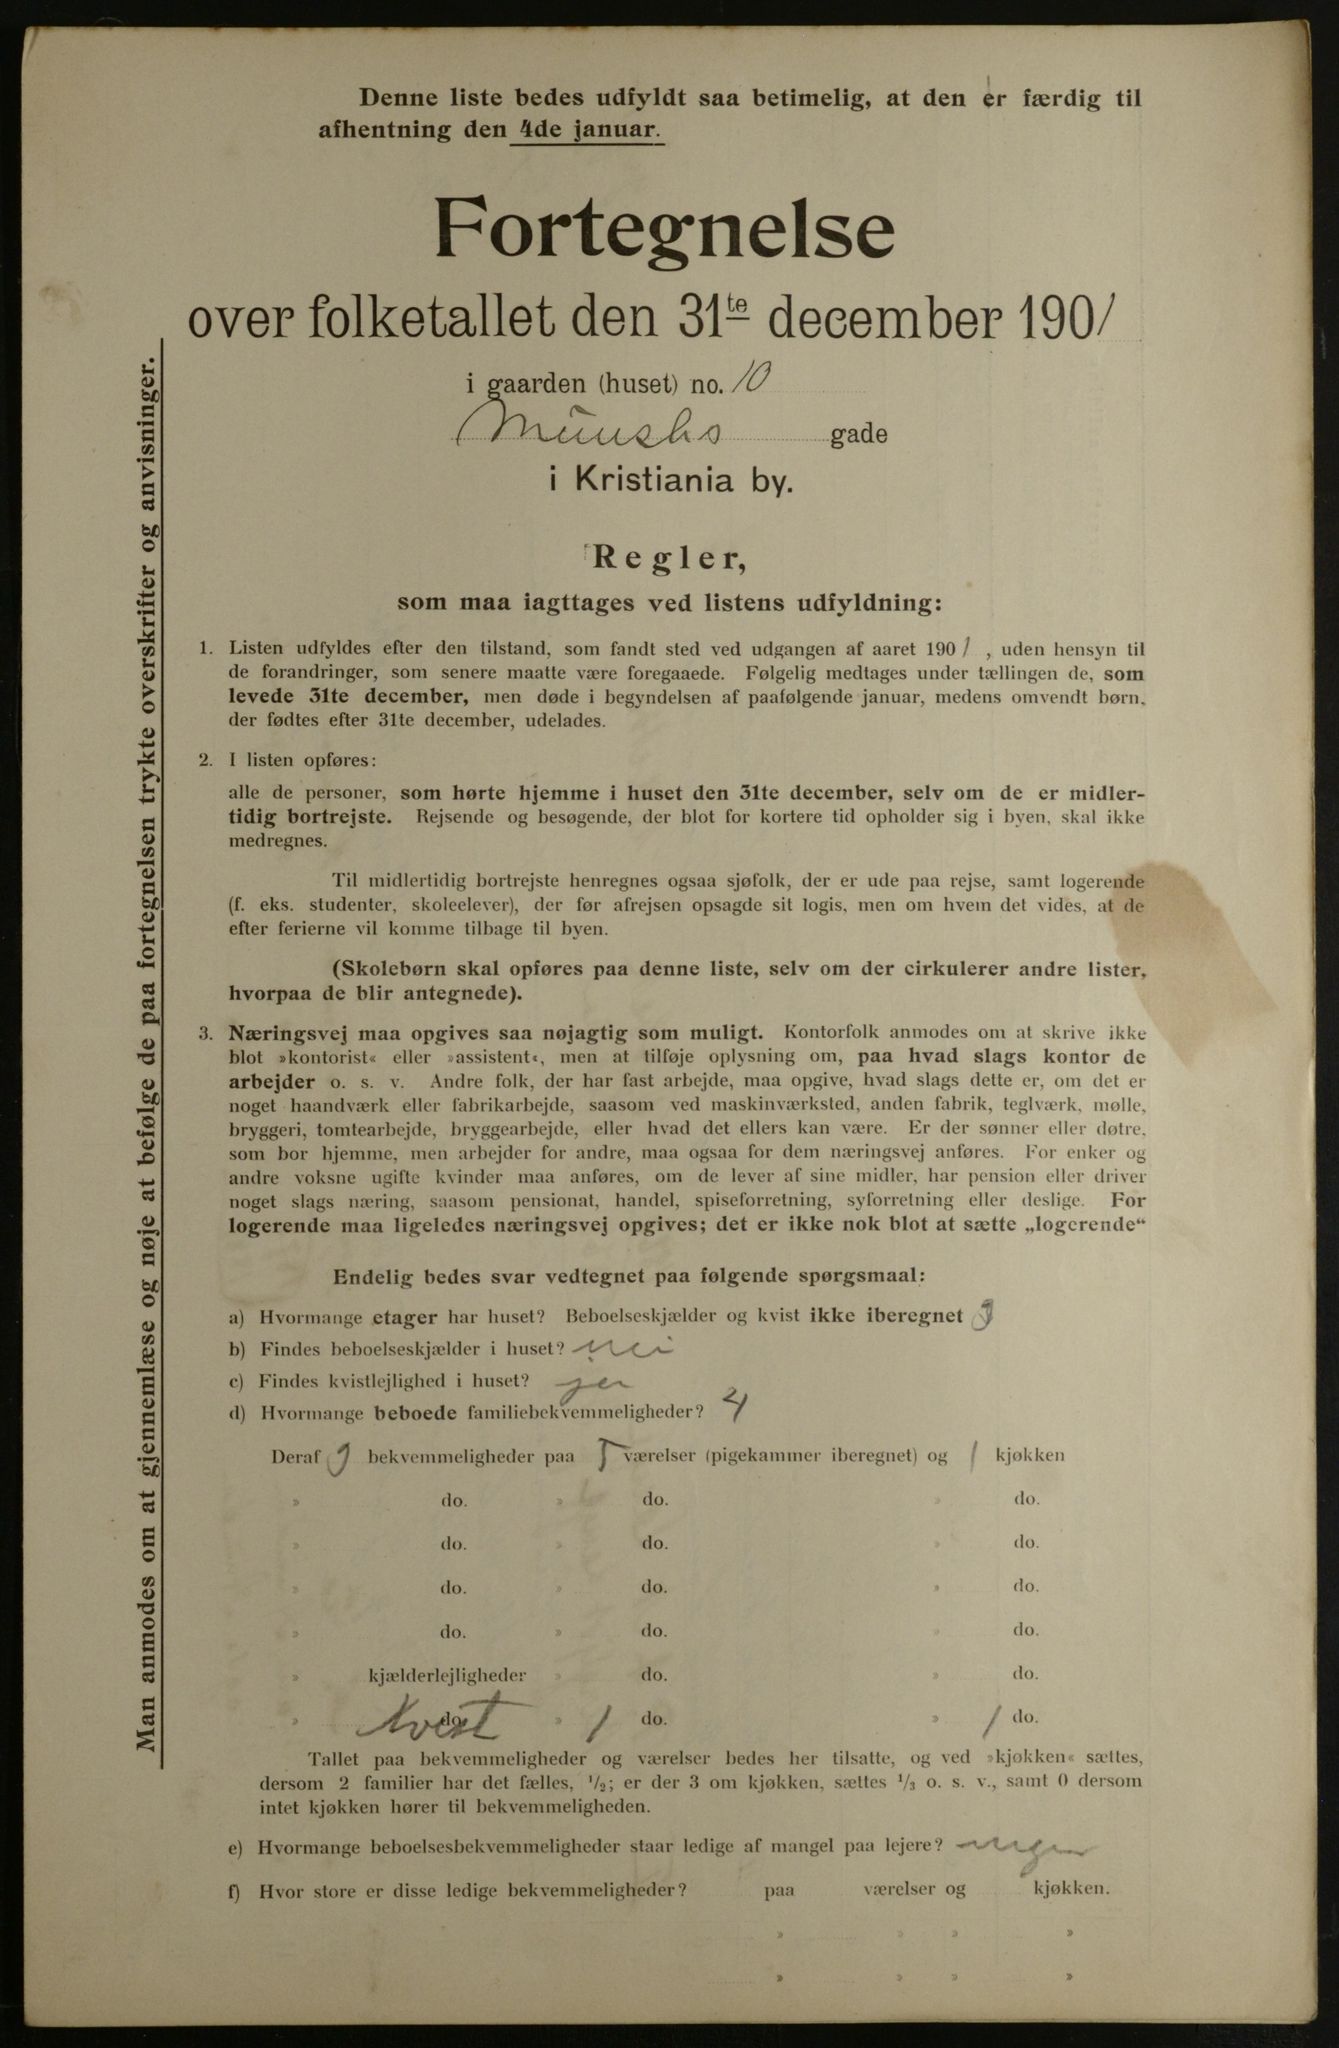 Denne liste bedes udfyldt saa betimelig, at den er færdig til
afhentning den 4de januar.
Fortegnelse
over folketallet den 31te december 1901
i gaarden (huset) no. 10
gade
i Kristiania by.
Regler,
som maa iagttages ved listens udfyldning:
1. Listen udfyldes efter den tilstand, som fandt sted ved udgangen af aaret 1901, uden hensyn til
de forandringer, som senere maatte være foregaaede. Følgelig medtages under tællingen de, som
levede 31te december, men døde i begyndelsen af paafølgende januar, medens omvendt børn,
der fødtes efter 31te december, udelades.
2. I listen opføres:
alle de personer, som hørte hjemme i huset den 31te december, selv om de er midler-
tidig bortrejste. Rejsende og besøgende, der blot for kortere tid opholder sig i byen, skal ikke
medregnes.
Til midlertidig bortrejste henregnes ogsaa sjøfolk, der er ude paa rejse, samt logerende
(f. eks. studenter, skoleelever), der før afrejsen opsagde sit logis, men om hvem det vides, at de
efter ferierne vil komme tilbage til byen.
(Skolebørn skal opføres paa denne liste, selv om der cirkulerer andre lister,
hvorpaa de blir antegnede).
3. Næringsvej maa opgives saa nøjagtig som muligt. Kontorfolk anmodes om at skrive ikke
blot »kontorist« eller »assistent«, men at tilføje oplysning om, paa hvad slags kontor de
arbejder o. s. v. Andre folk, der har fast arbejde, maa opgive, hvad slags dette er, om det er
noget haandværk eller fabrikarbejde, saasom ved maskinværksted, anden fabrik, teglværk, mølle,
bryggeri, tomtearbejde, bryggearbejde, eller hvad det ellers kan være. Er der sønner eller døtre,
som bor hjemme, men arbejder for andre, maa ogsaa for dem næringsvej anføres. For enker og
andre voksne ugifte kvinder maa anføres, om de lever af sine midler, har pension eller driver
noget slags næring, saasom pensionat, handel, spiseforretning, syforretning eller deslige. For
logerende maa ligeledes næringsvej opgives; det er ikke nok blot at sætte „logerende“
Endelig bedes svar vedtegnet paa følgende spørgsmaal:
a) Hvormange etager har huset? Beboelseskjælder og kvist ikke iberegnet 3
b) Findes beboelseskjælder i huset? nei
c) Findes kvistlejlighed i huset? ja
d) Hvormange beboede familiebekvemmeligheder? 4
Deraf 3 bekvemmeligheder paa 5 værelser (pigekammer iberegnet) og 1 kjøkken
» do. » do. » do.
» do. » do. » do.
» do. » do. » do.
» do. » do. » do.
» kjælderlejligheder » do. » do.
» do. Kvist » 1 do. » 1 do.
Tallet paa bekvemmeligheder og værelser bedes her tilsatte, og ved »kjøkken« sættes,
dersom 2 familier har det fælles, 1/2; er der 3 om kjøkken, sættes 1/3 o. s. v., samt 0 dersom
intet kjøkken hører til bekvemmeligheden.
e) Hvormange beboelsesbekvemmeligheder staar ledige af mangel paa lejere? ingen
f) Hvor store er disse ledige bekvemmeligheder? paa værelser og kjøkken.
» » » »
» » » »
Man anmodes om at gjennemlæse og nøje at befølge de paa fortegnelsen trykte overskrifter og anvisninger.